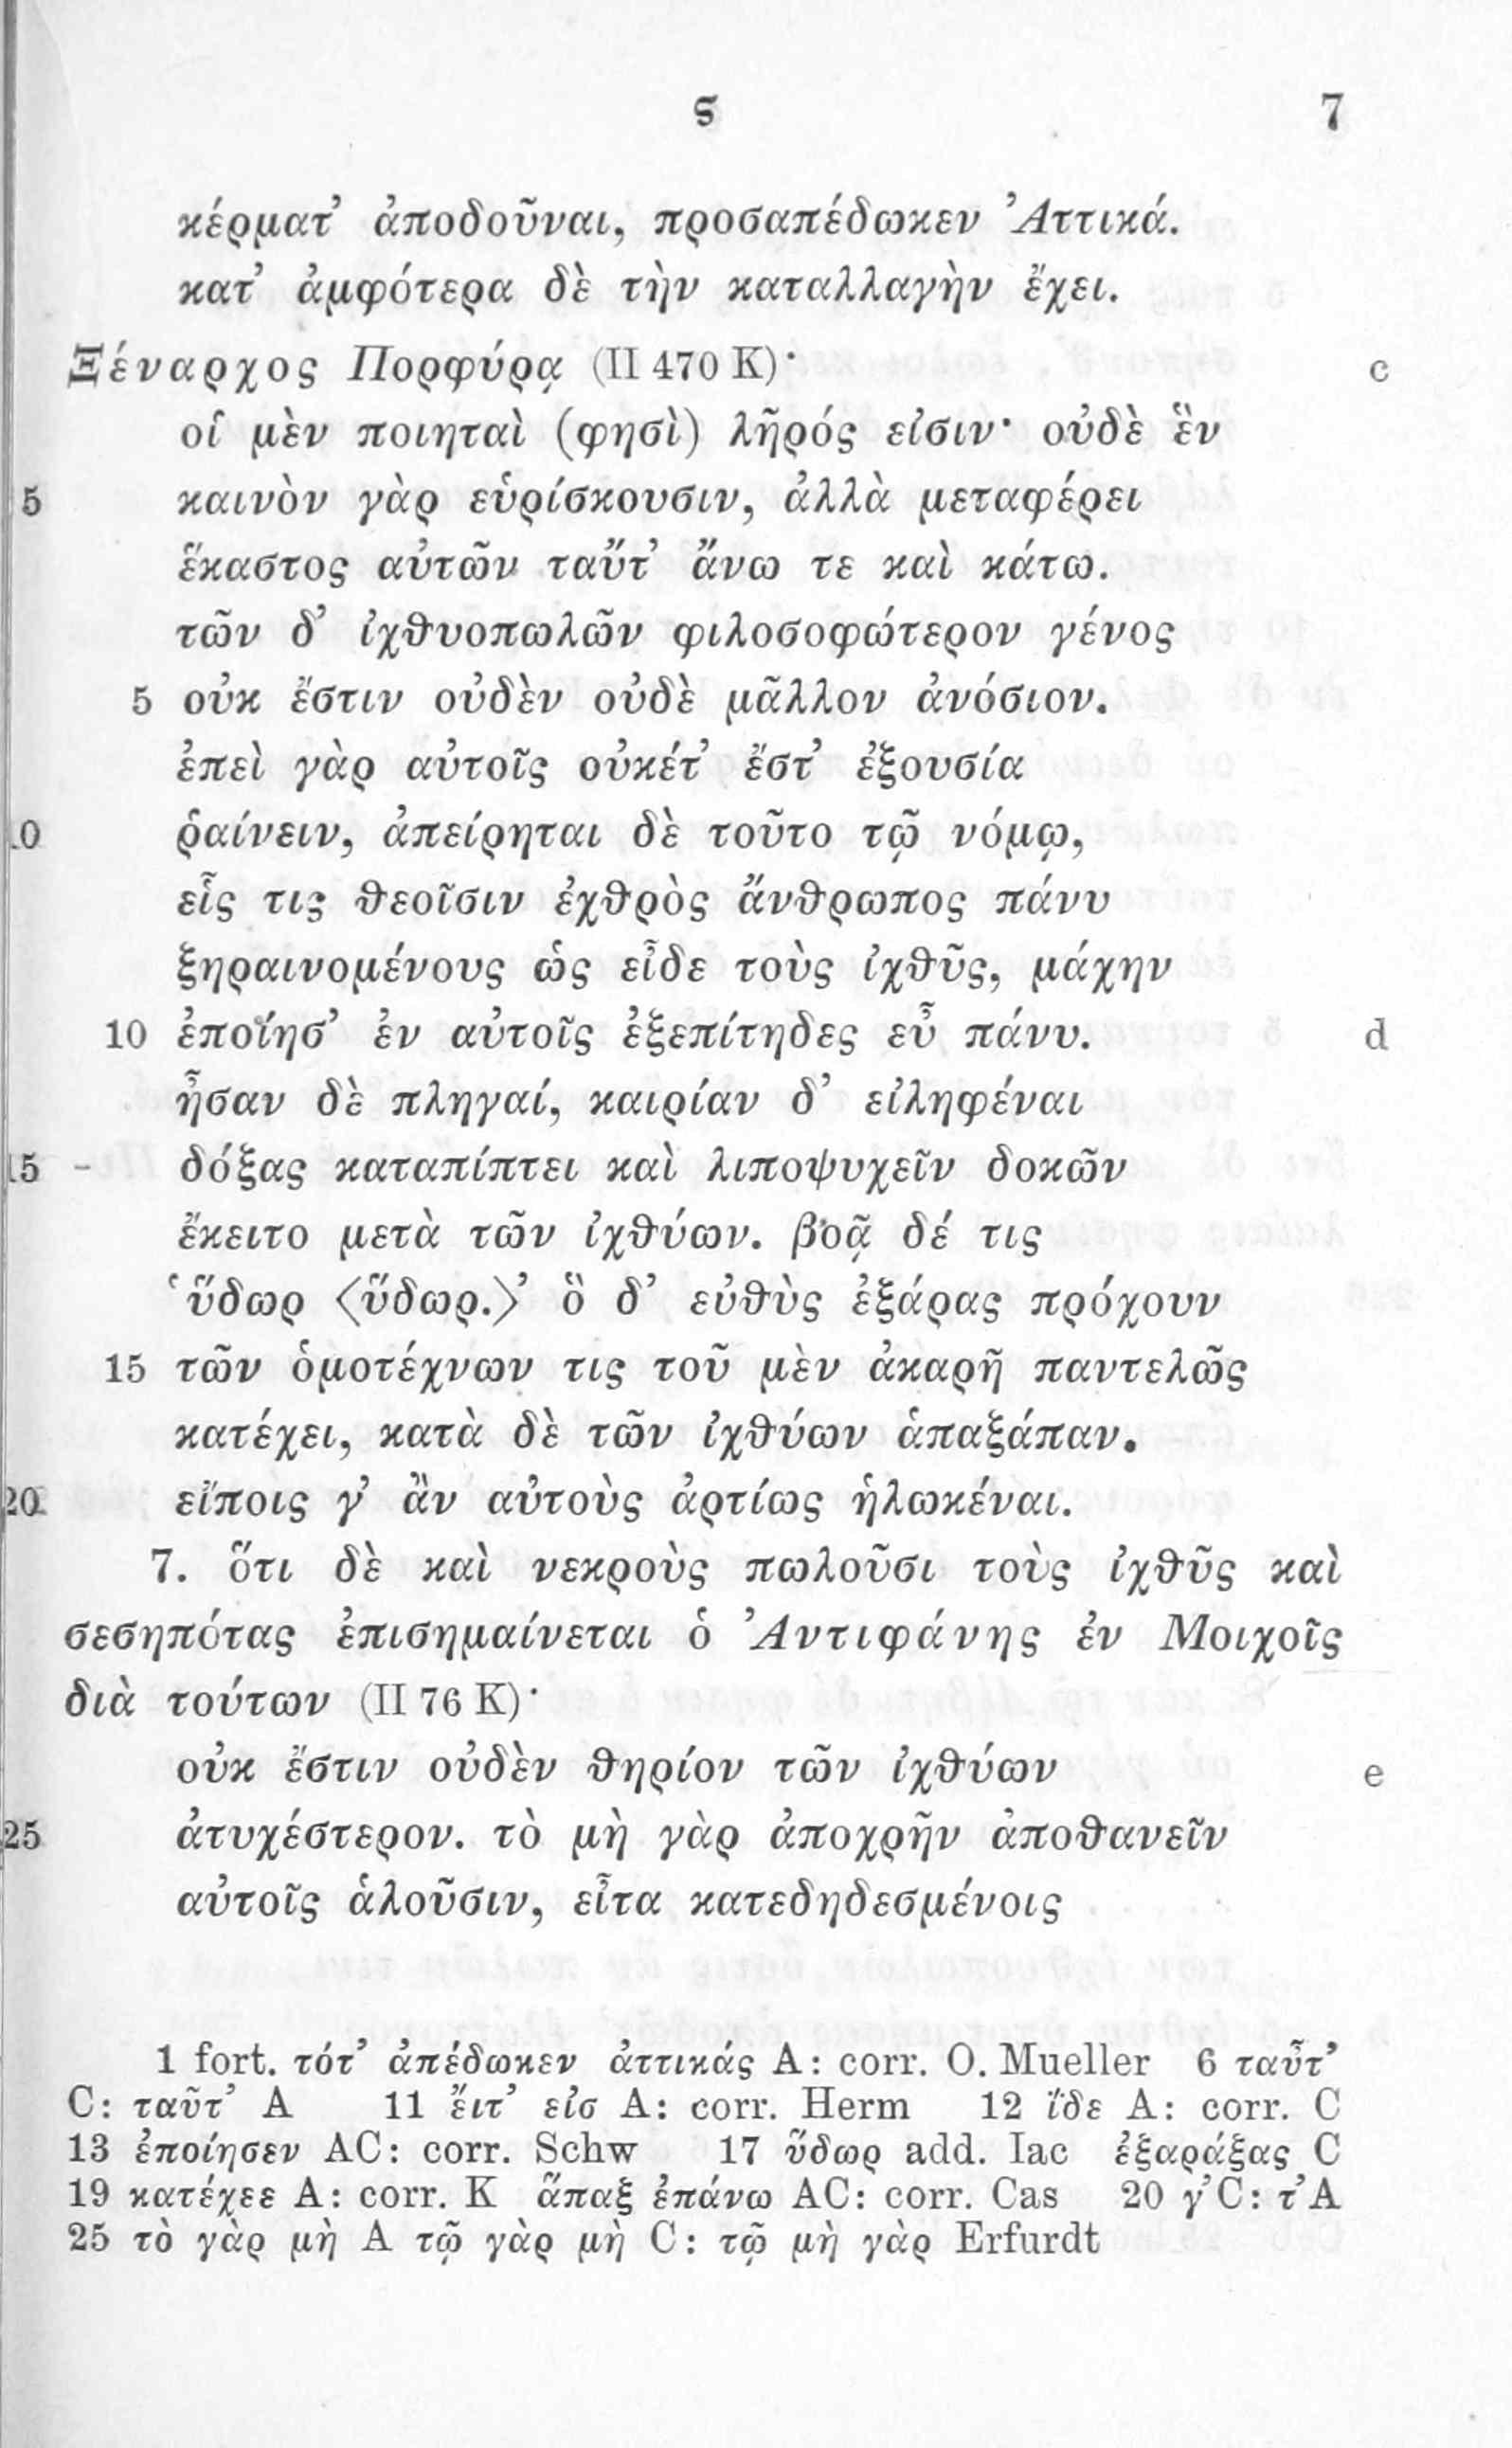 ϛ 7
κέρματ’ ἀποδοῦναι, προσαπέδωκεν Ἀττικά.
κατ’ ἀμφότερα δὲ τὴν καταλλαγὴν ἔχει.
Ξέναρχος Πορφύρᾳ (II 470 K)· c
οἱ μὲν ποιηταὶ (φησὶ) λῆρός εἰσιν· οὐδὲ ἓν
5 καινὸν γὰρ εὑρίσκουσιν, ἀλλὰ μεταφέρει
ἕκαστος αὐτῶν ταὔτ’ ἄνω τε καὶ κάτω.
τῶν δ’ ἰχθυοπωλῶν φιλοσοφώτερον γένος
5 οὐκ ἔστιν οὐδὲν οὐδὲ μᾶλλον ἀνόσιον.
ἐπεὶ γὰρ αὐτοῖς οὐκέτ’ ἔστ’ ἐξουσία
10 ῥαίνειν, ἀπείρηται δὲ τοῦτο τῷ νόμῳ,
εἷς τις θεοῖσιν ἐχθρὸς ἄνθρωπος πάνυ
ξηραινομένους ὡς εἶδε τοὺς ἰχθῦς, μάχην
10 ἐποίησ’ ἐν αὐτοῖς ἐξεπίτηδες εὖ πάνυ. d
ἦσαν δὲ πληγαί, καιρίαν δ’ εἰληφέναι
15 δόξας καταπίπτει καὶ λιποψυχεῖν δοκῶν
ἔκειτο μετὰ τῶν ἰχθύων. βοᾷ δέ τις
‘ὕδωρ <ὕδωρ.>’ ὃ δ’ εὐθὺς ἐξάρας πρόχουν
15 τῶν ὁμοτέχνων τις τοῦ μὲν ἀκαρῆ παντελῶς
κατέχει, κατὰ δὲ τῶν ἰχθύων ἁπαξάπαν.
20 εἴποις γ’ ἂν αὐτοὺς ἀρτίως ἡλωκέναι.
7. ὅτι δὲ καὶ νεκροὺς πωλοῦσι τοὺς ἰχθῦς καὶ
σεσηπότας ἐπισημαίνεται ὁ Ἀντιφάνης ἐν Μοιχοῖς
διὰ τούτων (II 76 K)·
οὐκ ἔστιν οὐδὲν θηρίον τῶν ἰχθύων e
25 ἀτυχέστερον. τὸ μὴ γὰρ ἀποχρῆν ἀποθανεῖν
αὐτοῖς ἁλοῦσιν, εἶτα κατεδηδεσμένοις
1 fort. τότ’ ἀπέδωκεν ἀττικάς A: corr. O. Mueller 6 ταὖτ’
C: ταῦτ’ A 11 ἔιτ’ εἰσ A: corr. Herm 12 ἴδε A: corr. C
13 ἐποίησεν AC: corr. Schw 17 ὕδωρ add. Iac ἐξαράξας C
19 κατέχεε A: corr. K ἅπαξ ἐπάνω AC: corr. Cas 20 γ’ C: τ’ A
25 τὸ γὰρ μὴ A τῷ γὰρ μὴ C: τῷ μὴ γὰρ Erfurdt